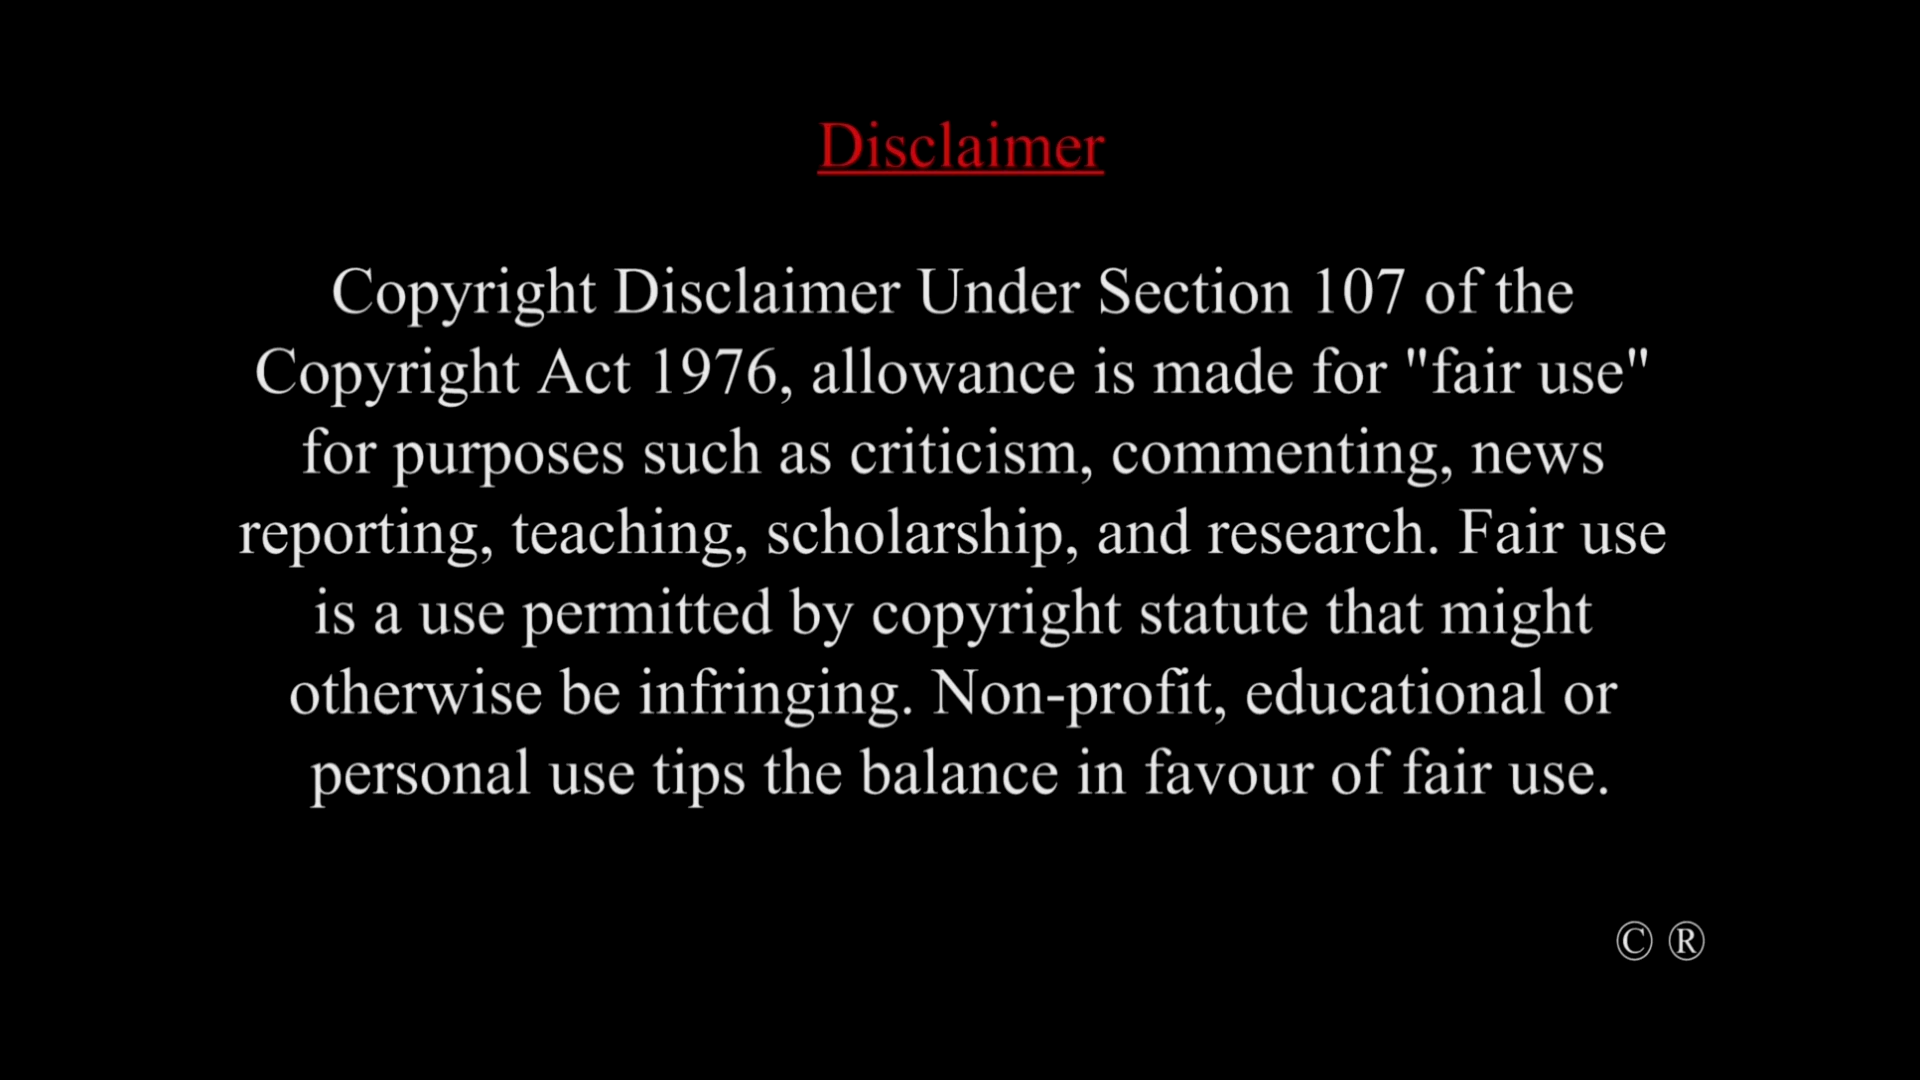 Disclaimer
Copyright Disclaimer Under Section 107 of the
Copyright Act 1976, allowance is made for "fair use"
for purposes such as criticism, commenting, news
reporting, teaching, scholarship, and research. Fair use
is a use permitted by copyright statute that might
otherwise be infringing. Non-profit, educational or
personal use tips the balance in favour of fair use.
© ®